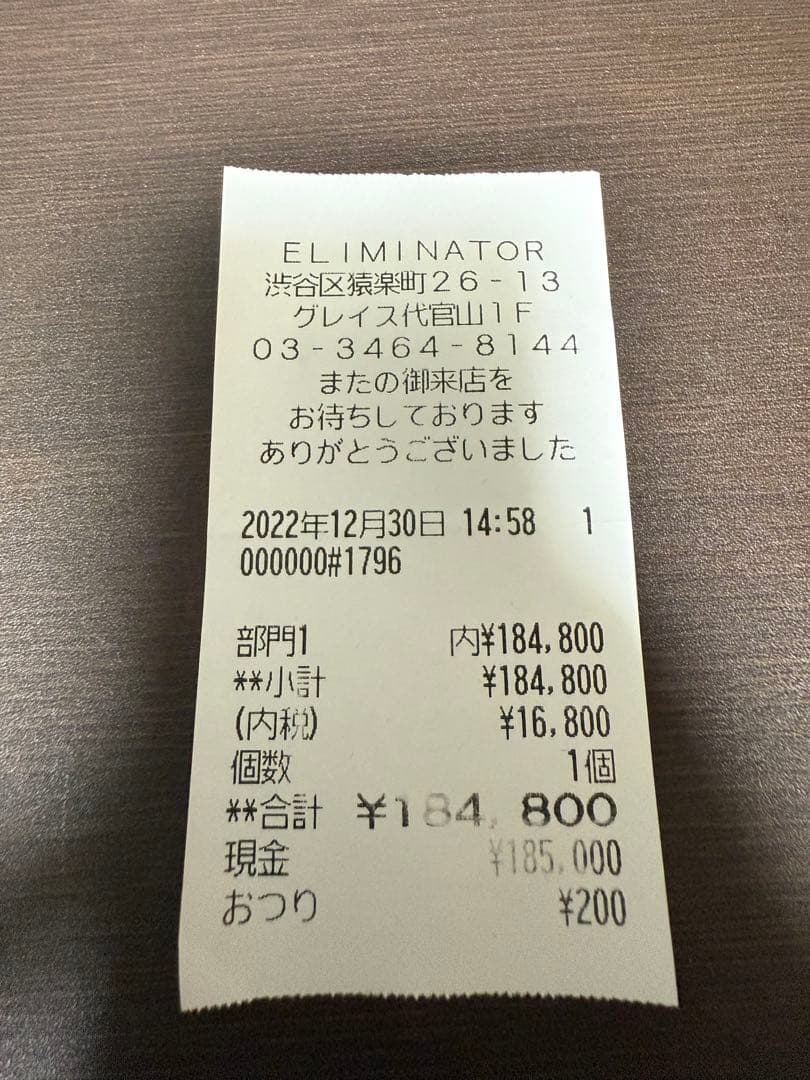 ELIMINATOR
渋谷区猿楽町26-13
グレイス代官山1F
03-3464-8144
またの御来店を
お待ちしております
ありがとうございました
2022年12月30日 14:58 1
000000#1796
部門1 内¥184,800
**小計 ¥184,800
(内税) ¥16,800
個数 1個
**合計 ¥184,800
現金 ¥185,000
おつり ¥200